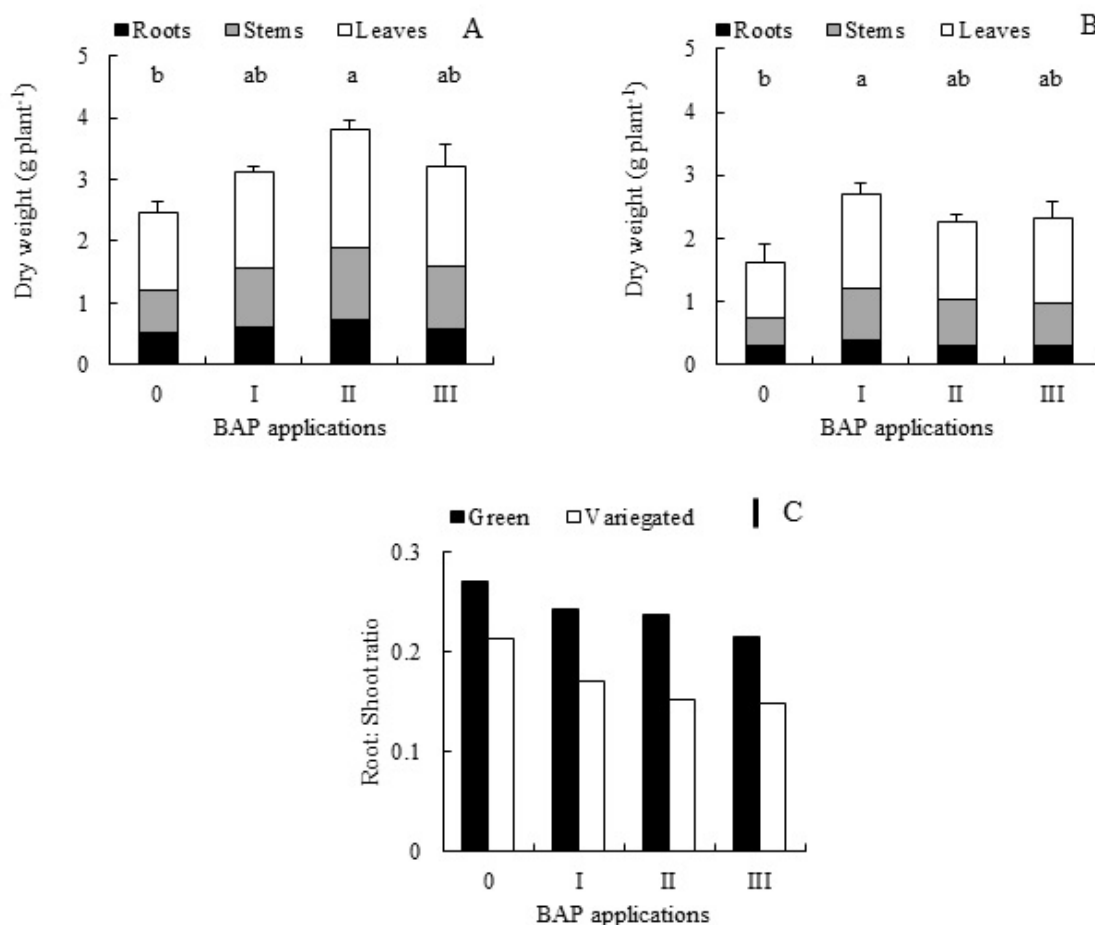 Roots Stems Leaves A
5
4
3
2
1
0
b ab a ab
Dry weight (g plant-1)
0 I II III
BAP applications
Roots Stems Leaves B
5
4
3
2
1
0
b a ab ab
Dry weight (g plant-1)
0 I II III
BAP applications
Green Variegated C
0.3
0.2
0.1
0
Root: Shoot ratio
0 I II III
BAP applications